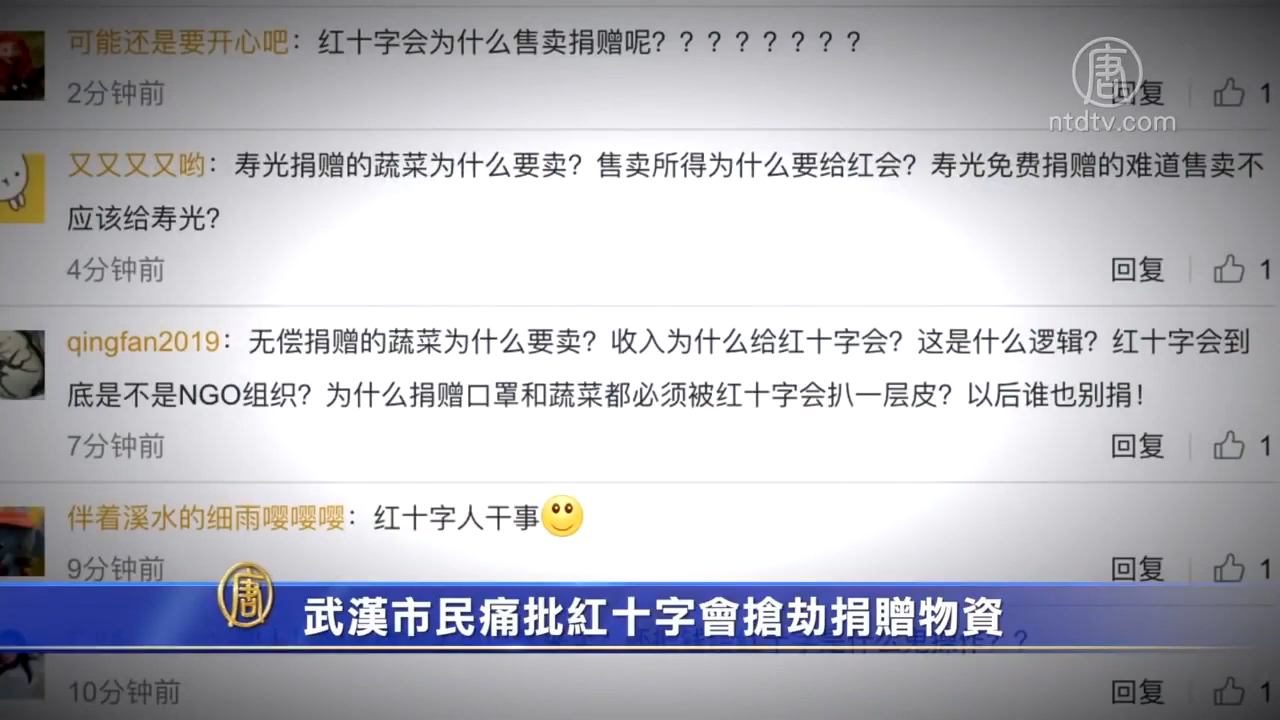 可能还是要开心吧：红十字会为什么售卖捐赠呢？？？？？？？？
2分钟前
回复 1
唐
ntdtv.com
又又又又哟：寿光捐赠的蔬菜为什么要卖？售卖所得为什么要给红会？寿光免费捐赠的难道售卖不
应该给寿光？
4分钟前
回复 1
qingfan2019：无偿捐赠的蔬菜为什么要卖？收入为什么给红十字会？这是什么逻辑？红十字会到
底是不是NGO组织？为什么捐赠口罩和蔬菜都必须被红十字会扒一层皮？以后谁也别捐！
7分钟前
回复 1
伴着溪水的细雨嘤嘤嘤：红十字人干事
9分钟前
回复 1
唐
武漢市民痛批紅十字會搶劫捐贈物資
10分钟前
回复 1